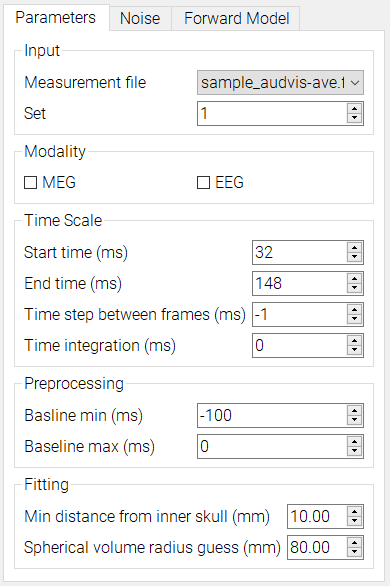 Parameters Noise Forward Model
Input
Measurement file sample_audvis-ave.f
Set 1
Modality
MEG EEG
Time Scale
Start time (ms) 32
End time (ms) 148
Time step between frames (ms) -1
Time integration (ms) 0
Preprocessing
Basline min (ms) -100
Baseline max (ms) 0
Fitting
Min distance from inner skull (mm) 10.00
Spherical volume radius guess (mm) 80.00